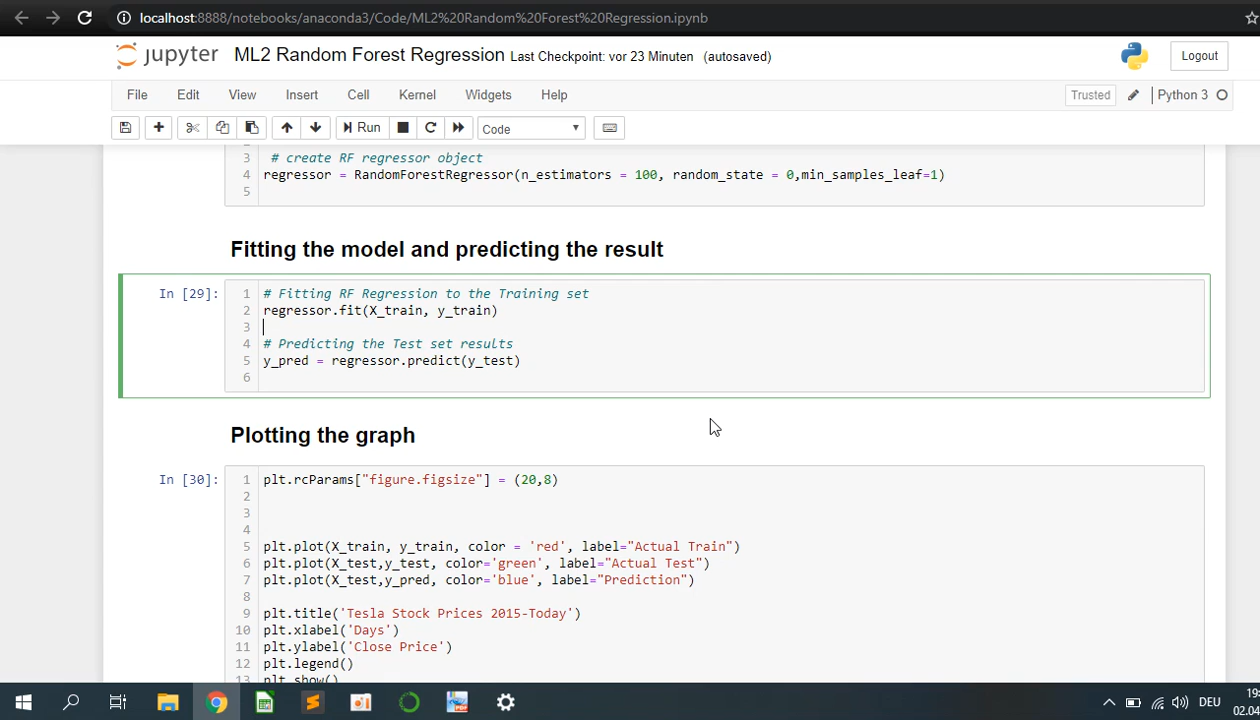 localhost:8888/notebooks/anaconda3/Code/ML2%20Random%20Forest%20Regression.ipynb
jupyter ML2 Random Forest Regression Last Checkpoint: vor 23 Minuten (autosaved) Logout
File Edit View Insert Cell Kernel Widgets Help Trusted Python 3
Run Code
3 # create RF regressor object
4 regressor = RandomForestRegressor(n_estimators = 100, random_state = 0,min_samples_leaf=1)
5
Fitting the model and predicting the result
In [29]: 1 # Fitting RF Regression to the Training set
2 regressor.fit(X_train, y_train)
3
4 # Predicting the Test set results
5 y_pred = regressor.predict(y_test)
6
Plotting the graph
In [30]: 1 plt.rcParams["figure.figsize"] = (20,8)
2
3
4
5 plt.plot(X_train, y_train, color = 'red', label="Actual Train")
6 plt.plot(X_test,y_test, color='green', label="Actual Test")
7 plt.plot(X_test,y_pred, color='blue', label="Prediction")
8
9 plt.title('Tesla Stock Prices 2015-Today')
10 plt.xlabel('Days')
11 plt.ylabel('Close Price')
12 plt.legend()
13 plt.show()
DEU
02.04